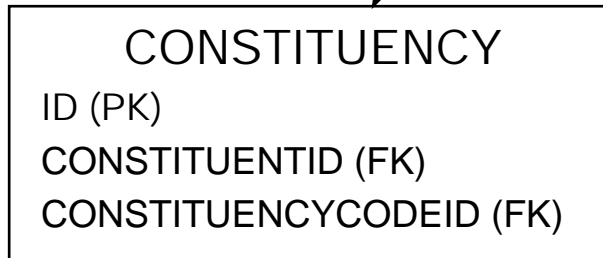 CONSTITUENCY
ID (PK)
CONSTITUENTID (FK)
CONSTITUENCYCODEID (FK)